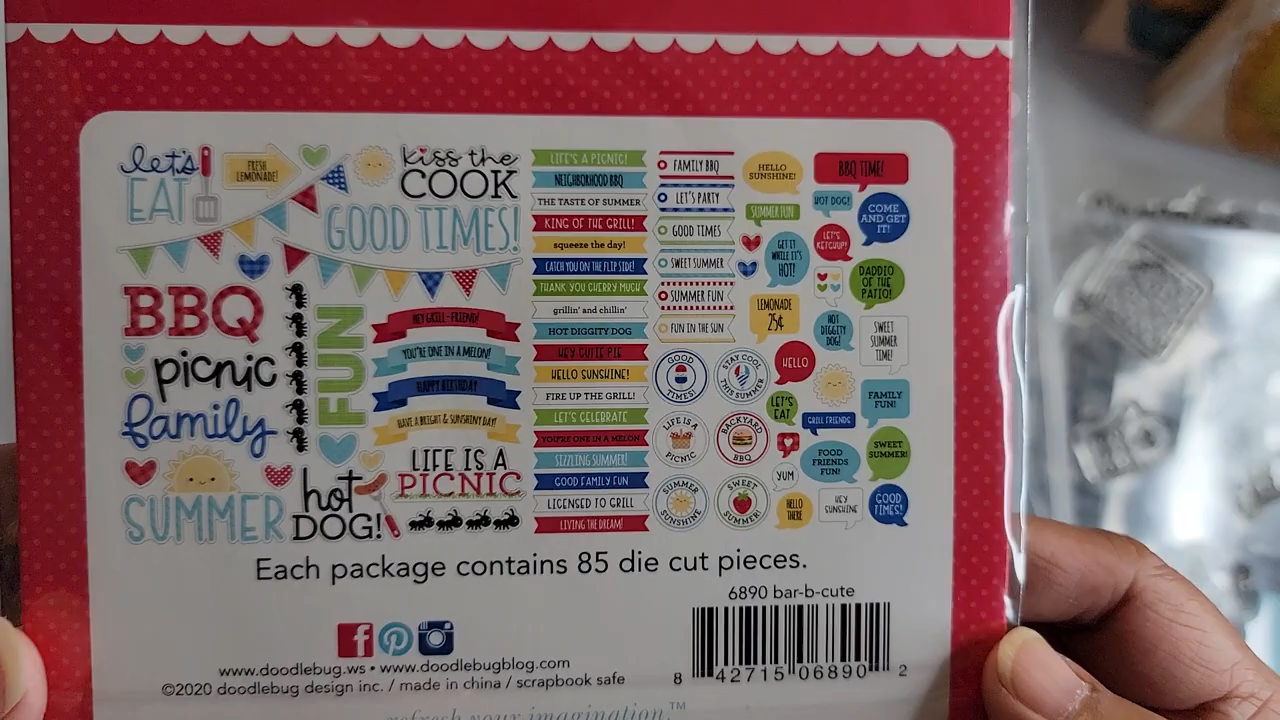 let's
EAT
FRESH
LEMONADE!
kiss the
COOK
GOOD TIMES!
BBQ
picnic
family
FUN
HEY GRILL-FRIEND!
YOU'RE ONE IN A MELON!
HAPPY BIRTHDAY
HAVE A BRIGHT & SUNSHINY DAY!
LIFE IS A
PICNIC
SUMMER
hot
DOG!
LIFE'S A PICNIC!
NEIGHBORHOOD BBQ
THE TASTE OF SUMMER
KING OF THE GRILL!
squeeze the day!
CATCH YOU ON THE FLIP SIDE!
THANK YOU CHERRY MUCH
grillin' and chillin'
HOT DIGGITY DOG
HEY CUTIE PIE
HELLO SUNSHINE!
FIRE UP THE GRILL!
LET'S CELEBRATE
YOU'RE ONE IN A MELON
SIZZLING SUMMER!
GOOD FAMILY FUN
LICENSED TO GRILL
LIVING THE DREAM!
FAMILY BBQ
LET'S PARTY
GOOD TIMES
SWEET SUMMER
SUMMER FUN
FUN IN THE SUN
GOOD
TIMES!
STAY COOL
THIS SUMMER
LIFE IS A
PICNIC
BACKYARD
BBQ
SUMMER
SUNSHINE
SWEET
SUMMER!
HELLO
SUNSHINE!
BBQ TIME!
SUMMER FUN
HOT DOG!
COME
AND GET
IT!
GET IT
WHILE IT'S
HOT!
LET'S
KETCHUP!
DADDIO
OF THE
PATIO!
LEMONADE
25¢
HOT
DIGGITY
DOG!
SWEET
SUMMER
TIME!
HELLO
LET'S
EAT
FAMILY
FUN!
GRILL FRIENDS
FOOD
FRIENDS
FUN!
SWEET
SUMMER!
YUM
HELLO
THERE
HEY
SUNSHINE
GOOD
TIMES!
Each package contains 85 die cut pieces.
6890 bar-b-cute
8 42715 06890 2
www.doodlebug.ws • www.doodlebugblog.com
©2020 doodlebug design inc. / made in china / scrapbook safe
refresh your imagination.™